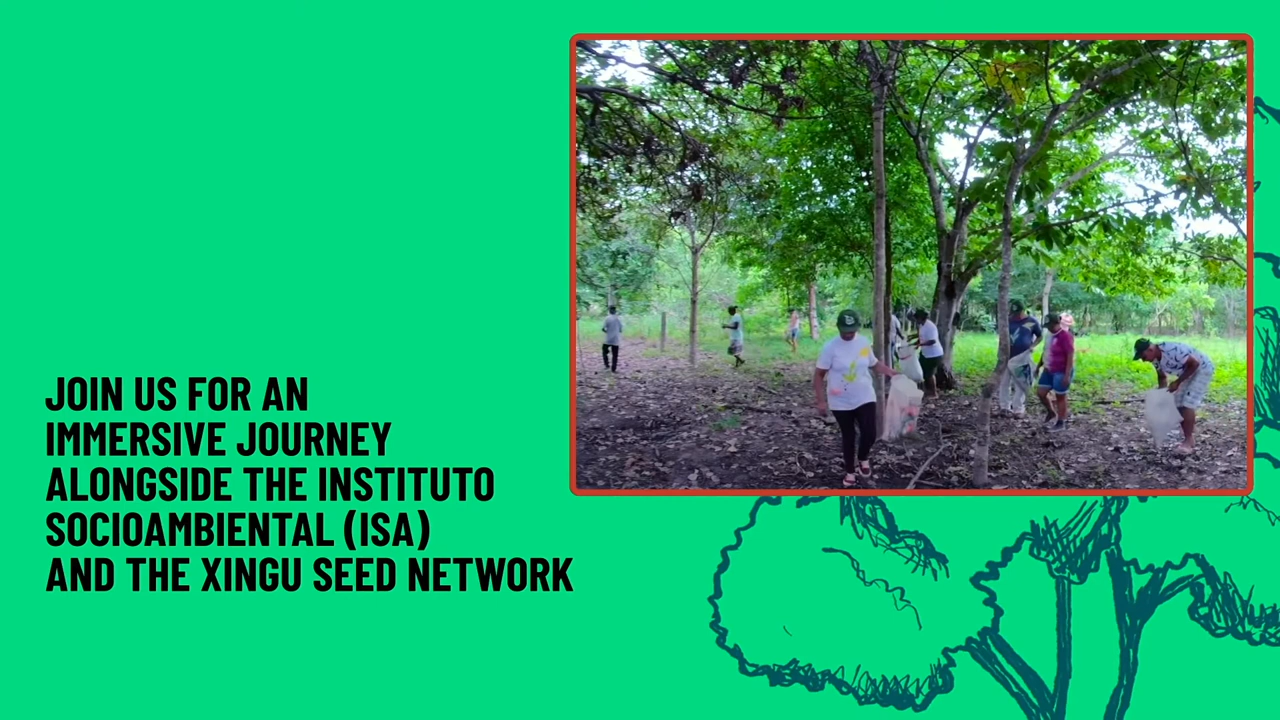 JOIN US FOR AN
IMMERSIVE JOURNEY
ALONGSIDE THE INSTITUTO
SOCIOAMBIENTAL (ISA)
AND THE XINGU SEED NETWORK